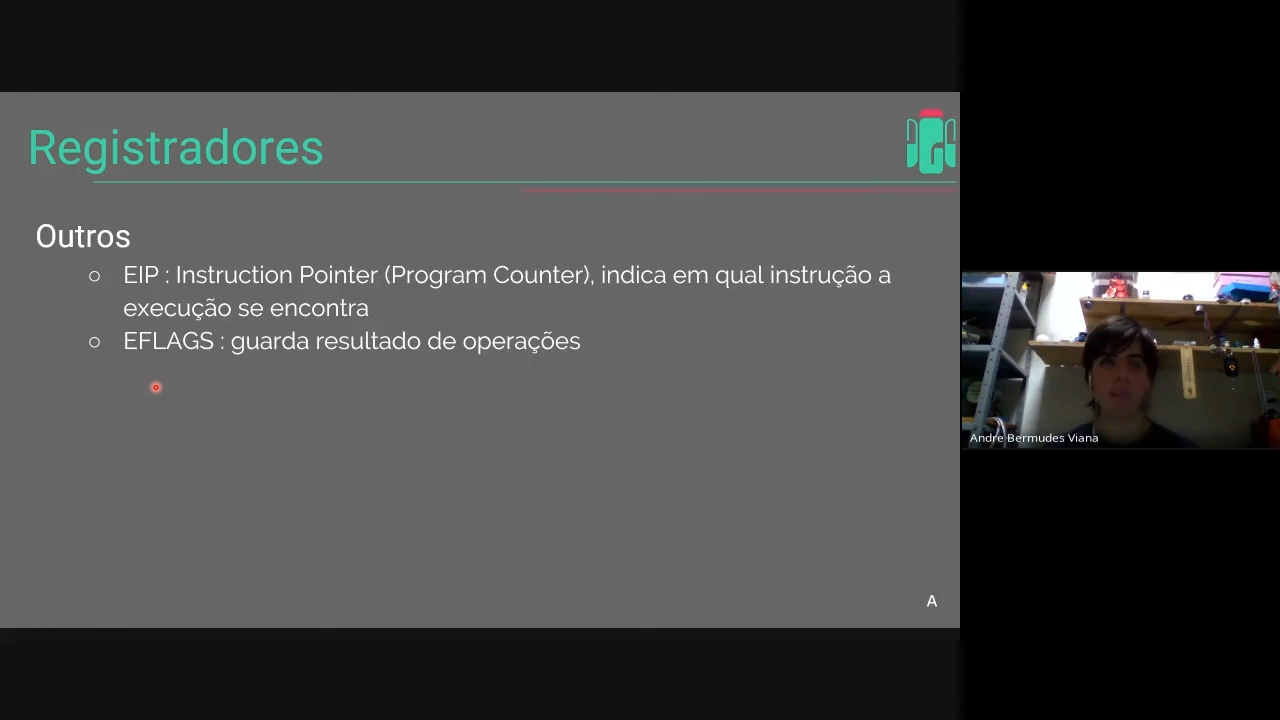 Registradores
Outros
○ EIP : Instruction Pointer (Program Counter), indica em qual instrução a
execução se encontra
○ EFLAGS : guarda resultado de operações
A
Andre Bermudes Viana